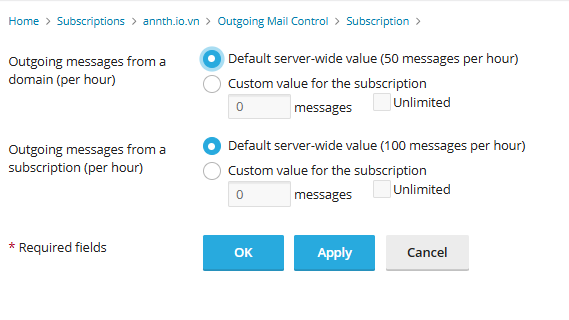 Home > Subscriptions > annth.io.vn > Outgoing Mail Control > Subscription >
Outgoing messages from a
domain (per hour)
Default server-wide value (50 messages per hour)
Custom value for the subscription
0 messages Unlimited
Outgoing messages from a
subscription (per hour)
Default server-wide value (100 messages per hour)
Custom value for the subscription
0 messages Unlimited
* Required fields
OK Apply Cancel